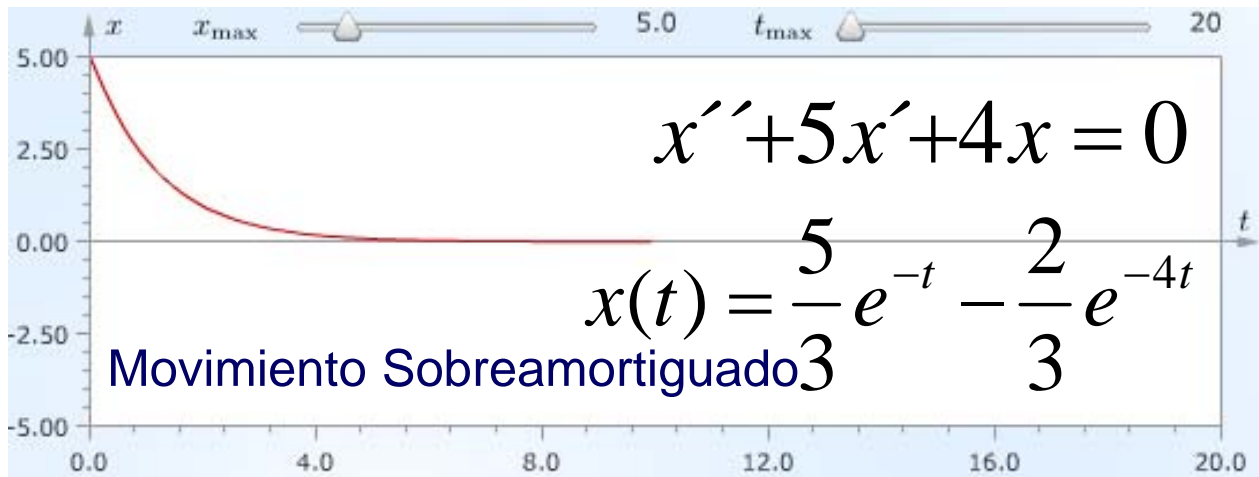 x x_max 5.0 t_max 20
5.00
x´´+5x´+4x = 0
2.50
0.00 t
x(t) = 5/3 e^{-t} − 2/3 e^{-4t}
-2.50
Movimiento Sobreamortiguado
-5.00
0.0 4.0 8.0 12.0 16.0 20.0